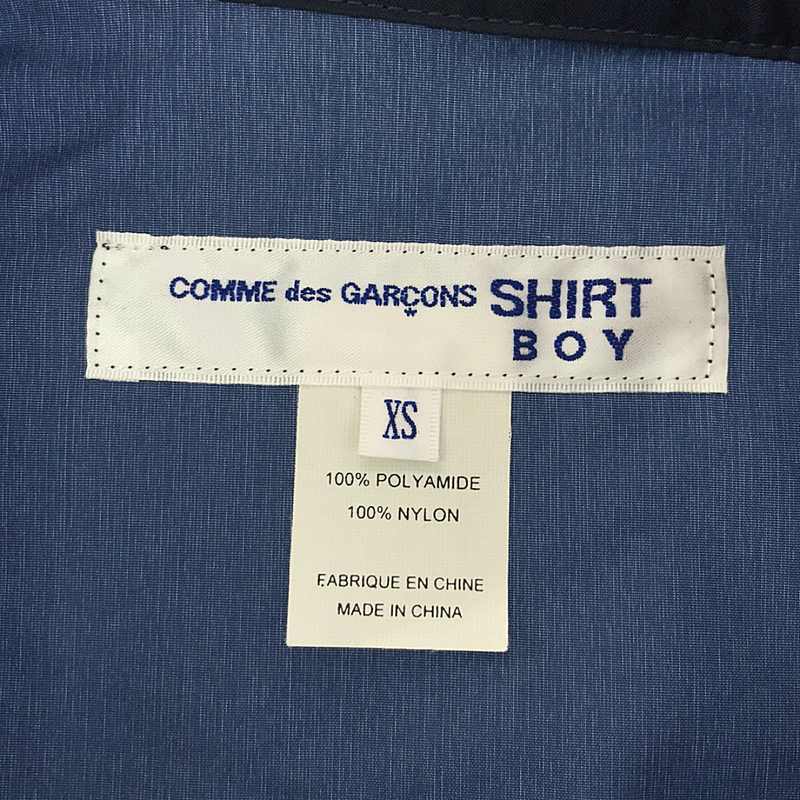 COMME des GARÇONS SHIRT
BOY
XS
100% POLYAMIDE
100% NYLON
FABRIQUE EN CHINE
MADE IN CHINA